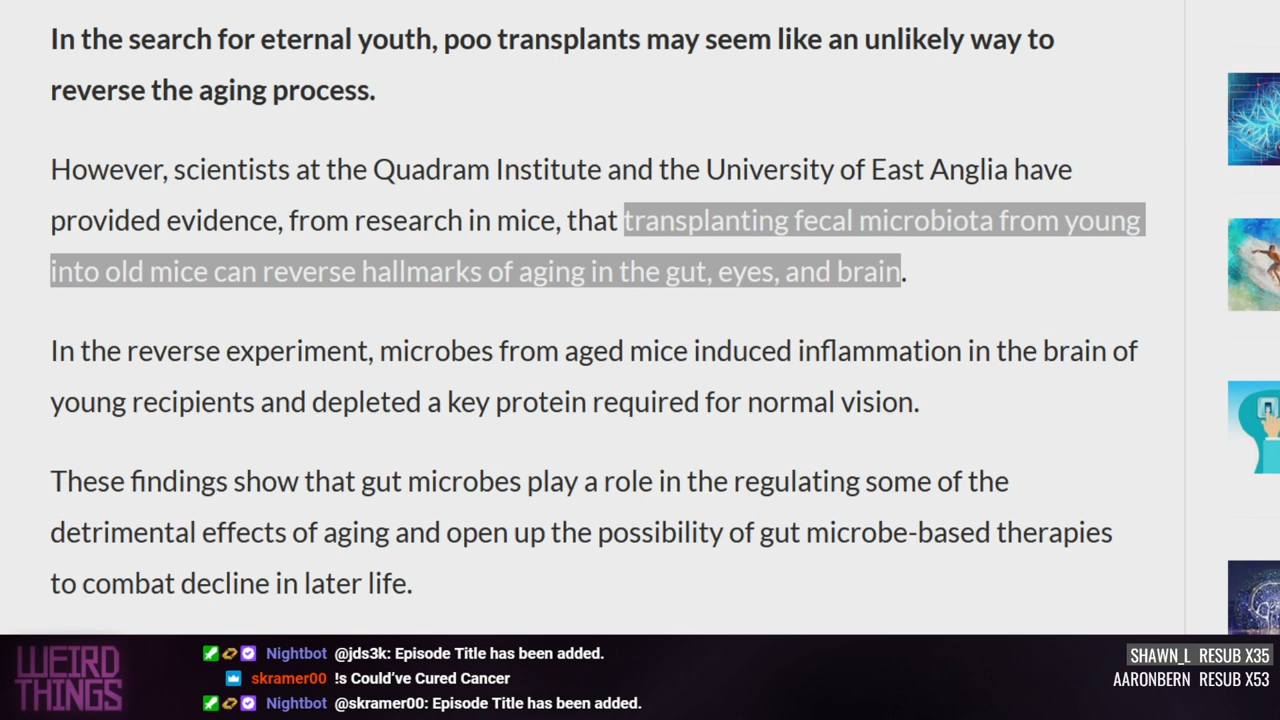 In the search for eternal youth, poo transplants may seem like an unlikely way to
reverse the aging process.
However, scientists at the Quadram Institute and the University of East Anglia have
provided evidence, from research in mice, that transplanting fecal microbiota from young
into old mice can reverse hallmarks of aging in the gut, eyes, and brain.
In the reverse experiment, microbes from aged mice induced inflammation in the brain of
young recipients and depleted a key protein required for normal vision.
These findings show that gut microbes play a role in the regulating some of the
detrimental effects of aging and open up the possibility of gut microbe-based therapies
to combat decline in later life.
WEIRD
THINGS
Nightbot @jds3k: Episode Title has been added.
skramer00 !s Could’ve Cured Cancer
Nightbot @skramer00: Episode Title has been added.
SHAWN_L RESUB X35
AARONBERN RESUB X53